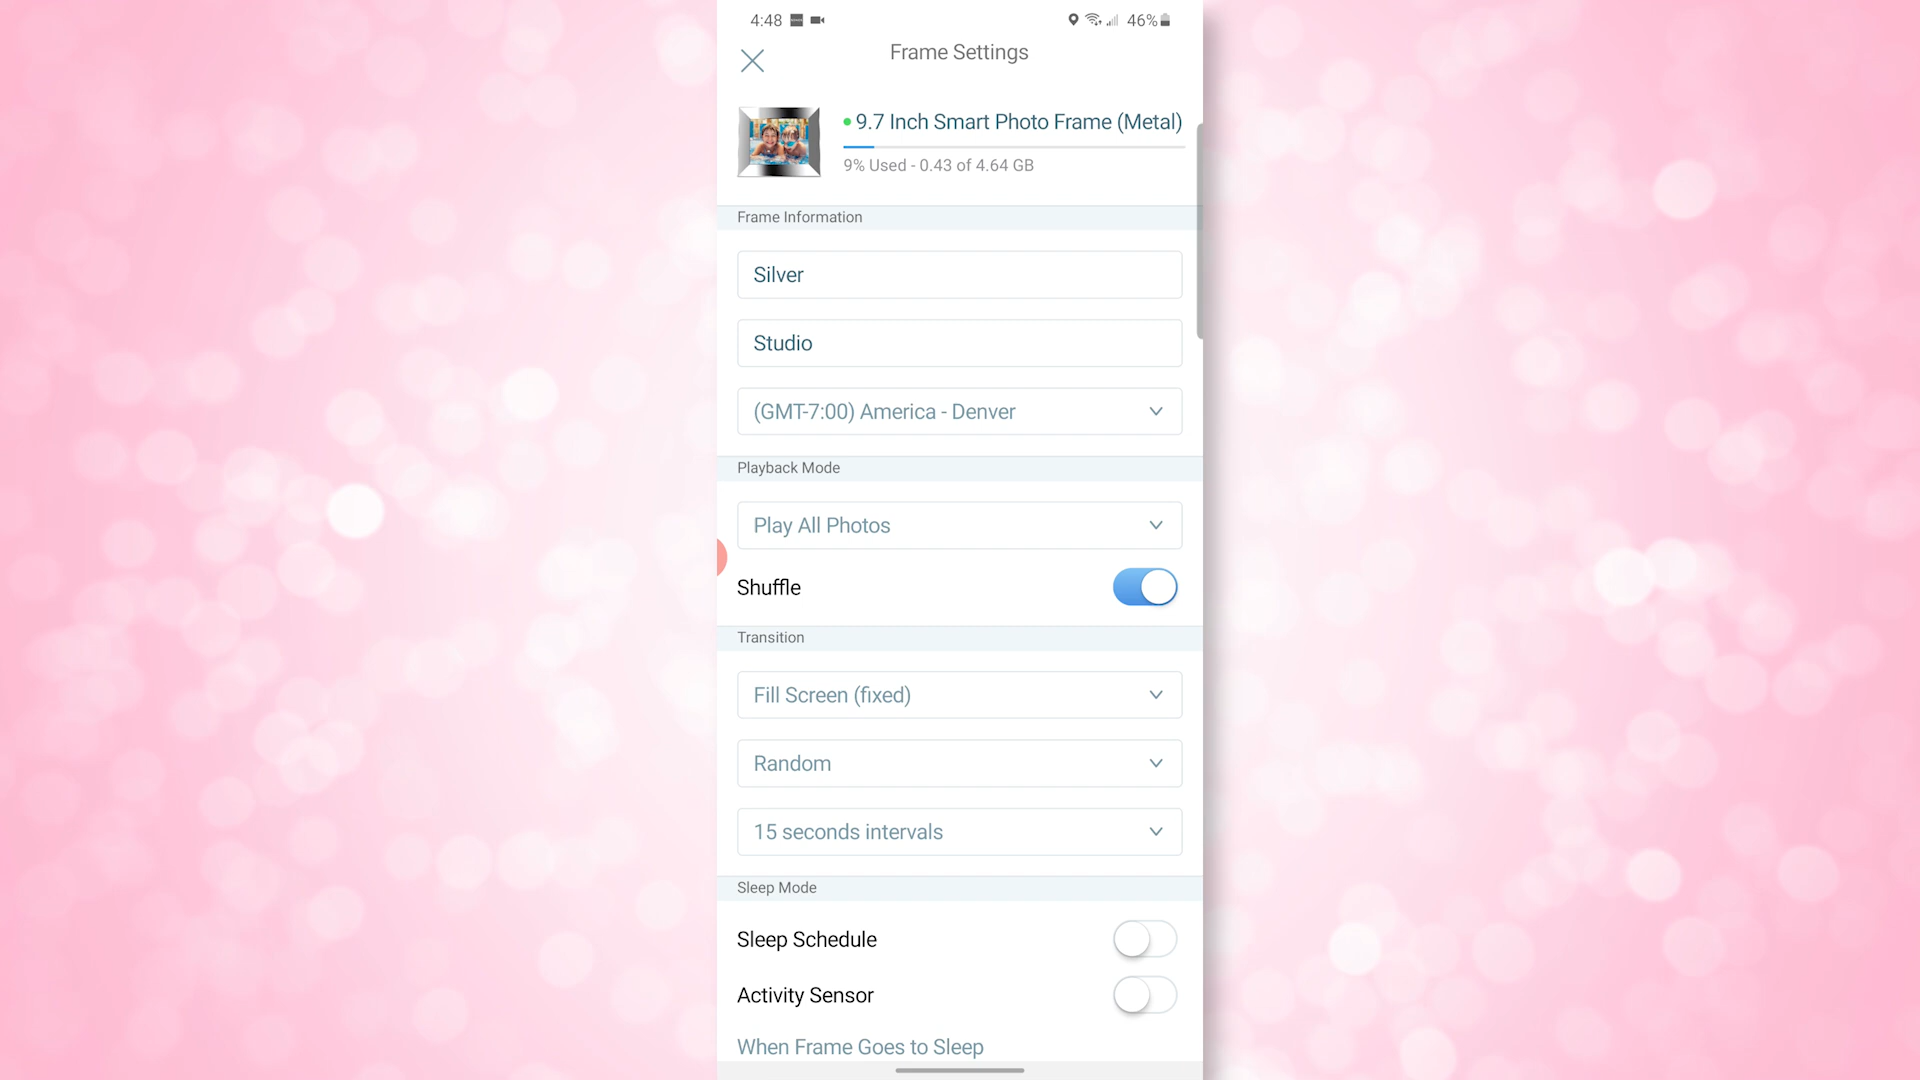 4:48
46%
Frame Settings
9.7 Inch Smart Photo Frame (Metal)
9% Used - 0.43 of 4.64 GB
Frame Information
Silver
Studio
(GMT-7:00) America - Denver
Playback Mode
Play All Photos
Shuffle
Transition
Fill Screen (fixed)
Random
15 seconds intervals
Sleep Mode
Sleep Schedule
Activity Sensor
When Frame Goes to Sleep